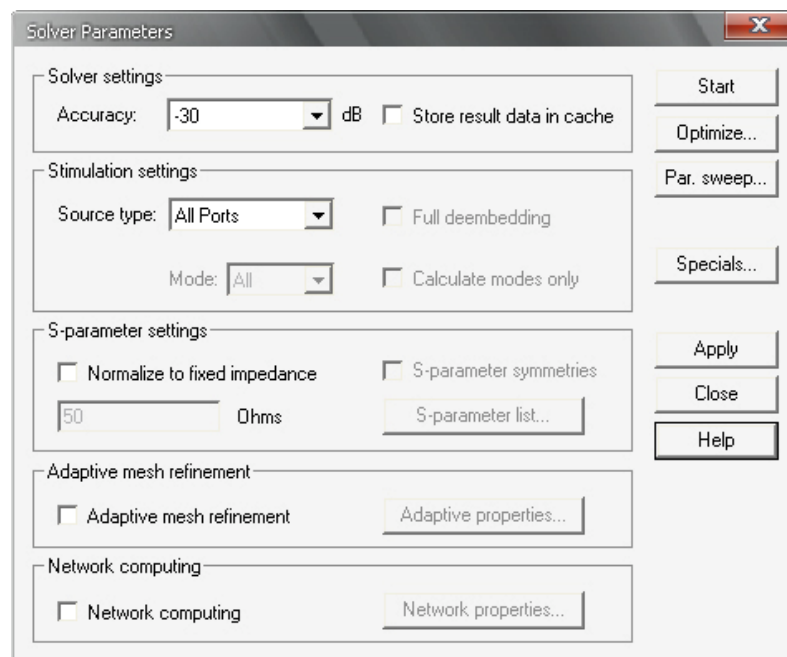 Solver Parameters
Solver settings
Accuracy: -30 dB Store result data in cache
Stimulation settings
Source type: All Ports Full deembedding
Mode: All Calculate modes only
S-parameter settings
Normalize to fixed impedance S-parameter symmetries
50 Ohms S-parameter list...
Adaptive mesh refinement
Adaptive mesh refinement Adaptive properties...
Network computing
Network computing Network properties...
Start
Optimize...
Par. sweep...
Specials...
Apply
Close
Help